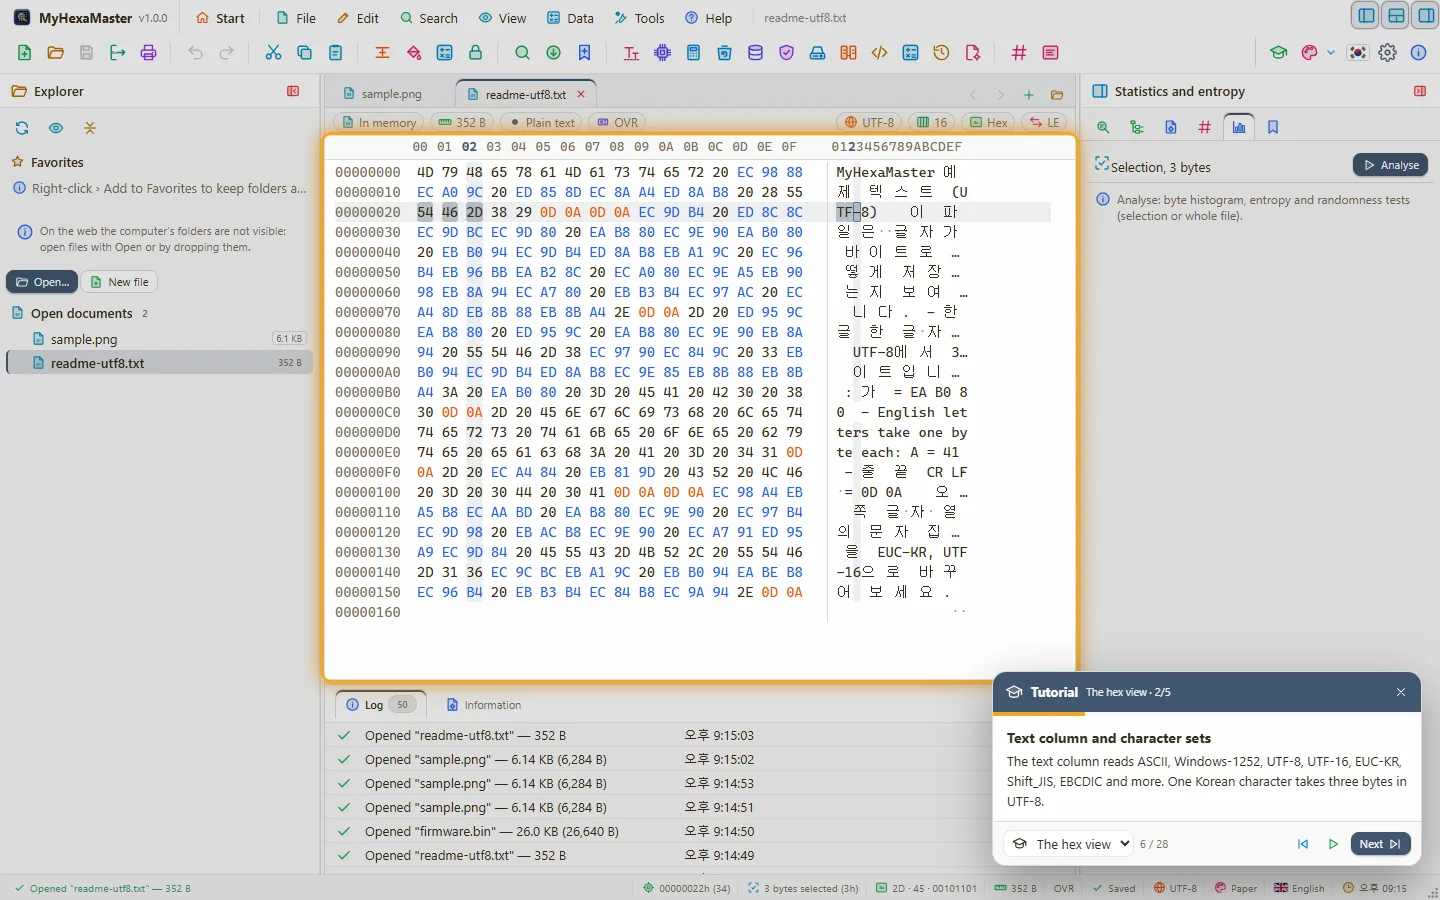 MyHexaMaster v1.0.0 Start File Edit Search View Data Tools Help readme-utf8.txt
Explorer
Favorites
Right-click › Add to Favorites to keep folders a...
On the web the computer's folders are not visible:
open files with Open or by dropping them.
Open... New file
Open documents 2
sample.png 6.1 KB
readme-utf8.txt 352 B
sample.png readme-utf8.txt
In memory 352 B Plain text OVR UTF-8 16 Hex LE
00 01 02 03 04 05 06 07 08 09 0A 0B 0C 0D 0E 0F 0123456789ABCDEF
00000000 4D 79 48 65 78 61 4D 61 73 74 65 72 20 EC 98 88 MyHexaMaster 예
00000010 EC A0 9C 20 ED 85 8D EC 8A A4 ED 8A B8 20 28 55 제 텍스트 (U
00000020 54 46 2D 38 29 0D 0A 0D 0A EC 9D B4 20 ED 8C 8C TF-8) 이 파
00000030 EC 9D BC EC 9D 80 20 EA B8 80 EC 9E 90 EA B0 80 일은··글자가
00000040 20 EB B0 94 EC 9D B4 ED 8A B8 EB A1 9C 20 EC 96 바이트로 …
00000050 B4 EB 96 BB EA B2 8C 20 EC A0 80 EC 9E A5 EB 90 떻게 저장…
00000060 98 EB 8A 94 EC A7 80 20 EB B3 B4 EC 97 AC 20 EC 는지 보여 …
00000070 A4 8D EB 8B 88 EB 8B A4 2E 0D 0A 2D 20 ED 95 9C 니다. - 한
00000080 EA B8 80 20 ED 95 9C 20 EA B8 80 EC 9E 90 EB 8A 글 한 글·자…
00000090 94 20 55 54 46 2D 38 EC 97 90 EC 84 9C 20 33 EB UTF-8에서 3…
000000A0 B0 94 EC 9D B4 ED 8A B8 EC 9E 85 EB 8B 88 EB 8B 이트입니…
000000B0 A4 3A 20 EA B0 80 20 3D 20 45 41 20 42 30 20 38 : 가 = EA B0 8
000000C0 30 0D 0A 2D 20 45 6E 67 6C 69 73 68 20 6C 65 74 0 - English let
000000D0 74 65 72 73 20 74 61 6B 65 20 6F 6E 65 20 62 79 ters take one by
000000E0 74 65 20 65 61 63 68 3A 20 41 20 3D 20 34 31 0D te each: A = 41
000000F0 0A 2D 20 EC A4 84 20 EB 81 9D 20 43 52 20 4C 46 - 줄 끝 CR LF
00000100 20 3D 20 30 44 20 30 41 0D 0A 0D 0A EC 98 A4 EB ·= 0D 0A 오…
00000110 A5 B8 EC AA BD 20 EA B8 80 EC 9E 90 20 EC 97 B4 쪽 글·자· 열
00000120 EC 9D 98 20 EB AC B8 EC 9E 90 20 EC A7 91 ED 95 의 문자 집…
00000130 A9 EC 9D 84 20 45 55 43 2D 4B 52 2C 20 55 54 46 을 EUC-KR, UTF
00000140 2D 31 36 EC 9C BC EB A1 9C 20 EB B0 94 EA BE B8 -16으로 바꾸
00000150 EC 96 B4 20 EB B3 B4 EC 84 B8 EC 9A 94 2E 0D 0A 어 보세요.
00000160 ··
Log 50 Information
Opened "readme-utf8.txt" — 352 B 오후 9:15:03
Opened "sample.png" — 6.14 KB (6,284 B) 오후 9:15:02
Opened "sample.png" — 6.14 KB (6,284 B) 오후 9:14:53
Opened "sample.png" — 6.14 KB (6,284 B) 오후 9:14:51
Opened "firmware.bin" — 26.0 KB (26,640 B) 오후 9:14:50
Opened "readme-utf8.txt" — 352 B 오후 9:14:49
Statistics and entropy
Selection, 3 bytes Analyse
Analyse: byte histogram, entropy and randomness tests
(selection or whole file).
Tutorial The hex view · 2/5
Text column and character sets
The text column reads ASCII, Windows-1252, UTF-8, UTF-16, EUC-KR,
Shift_JIS, EBCDIC and more. One Korean character takes three bytes in
UTF-8.
The hex view 6 / 28 Next
Opened "readme-utf8.txt" — 352 B 00000022h (34) 3 bytes selected (3h) 2D · 45 · 00101101 352 B OVR Saved UTF-8 Paper English 오후 09:15